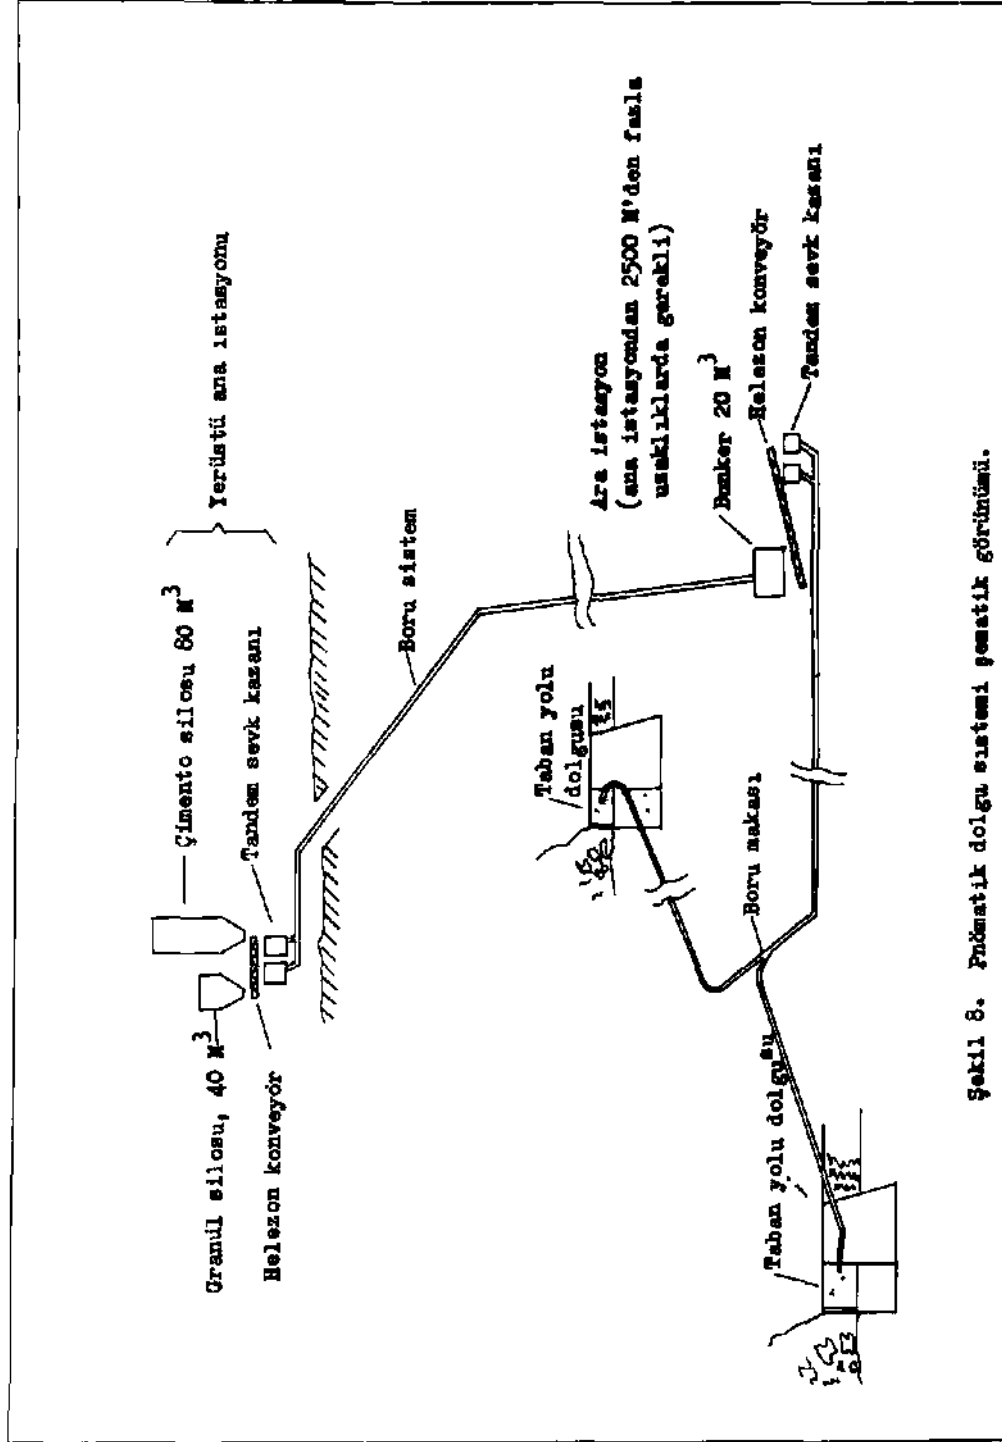 Çimento silosu 80 M³
Yerüstü ana istasyonu
Granül silosu, 40 M³
Tandem sevk kazanı
Helezon konveyör
Boru sistem
Ara istasyon
(ana istasyondan 2500 M'den fazla
uzaklıklarda gerekli)
Taban yolu
dolgusu
Bunker 20 M³
Helezon konveyör
Tandem sevk kazanı
Boru makası
Taban yolu dolgusu
Şekil 8. Pnömatik dolgu sistemi şematik görünümü.